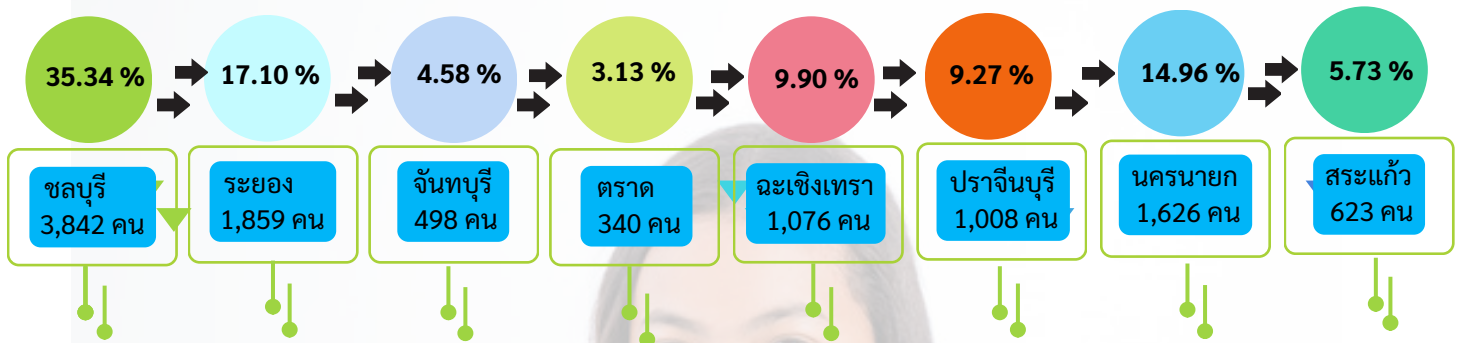 35.34 %
17.10 %
4.58 %
3.13 %
9.90 %
9.27 %
14.96 %
5.73 %
ชลบุรี
3,842 คน
ระยอง
1,859 คน
จันทบุรี
498 คน
ตราด
340 คน
ฉะเชิงเทรา
1,076 คน
ปราจีนบุรี
1,008 คน
นครนายก
1,626 คน
สระแก้ว
623 คน